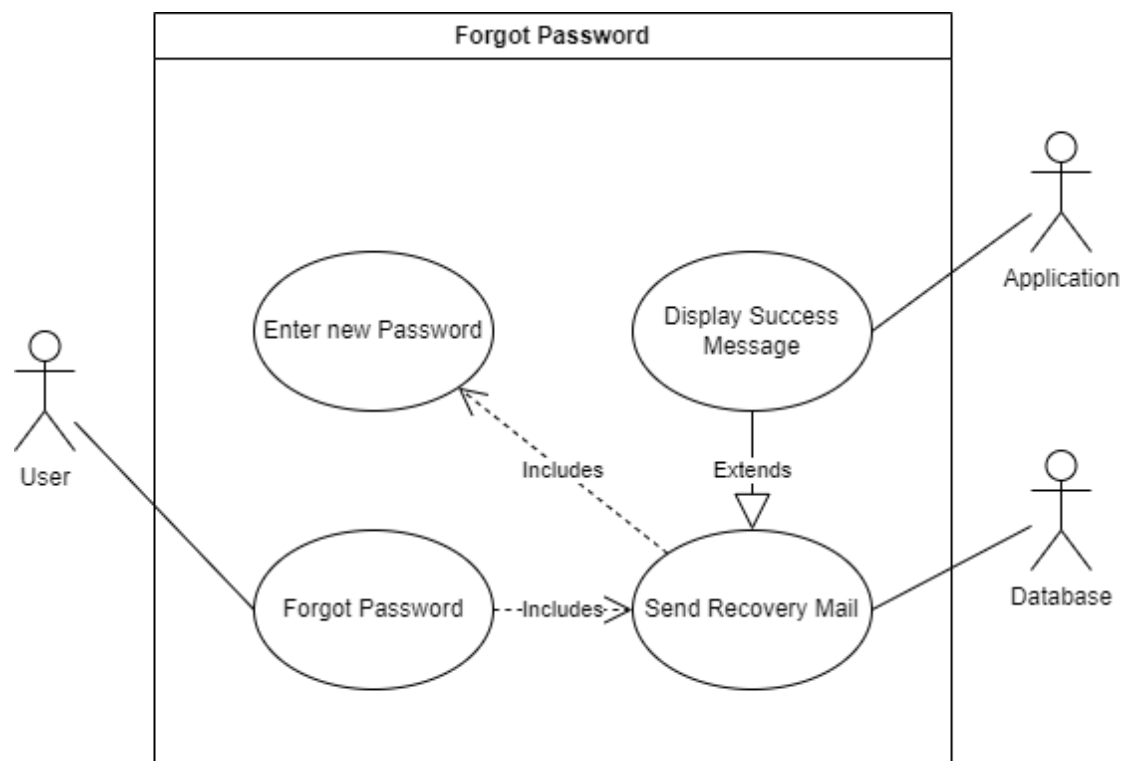 Forgot Password
Application
Enter new Password
Display Success
Message
User
Includes
Extends
Forgot Password
Includes
Send Recovery Mail
Database